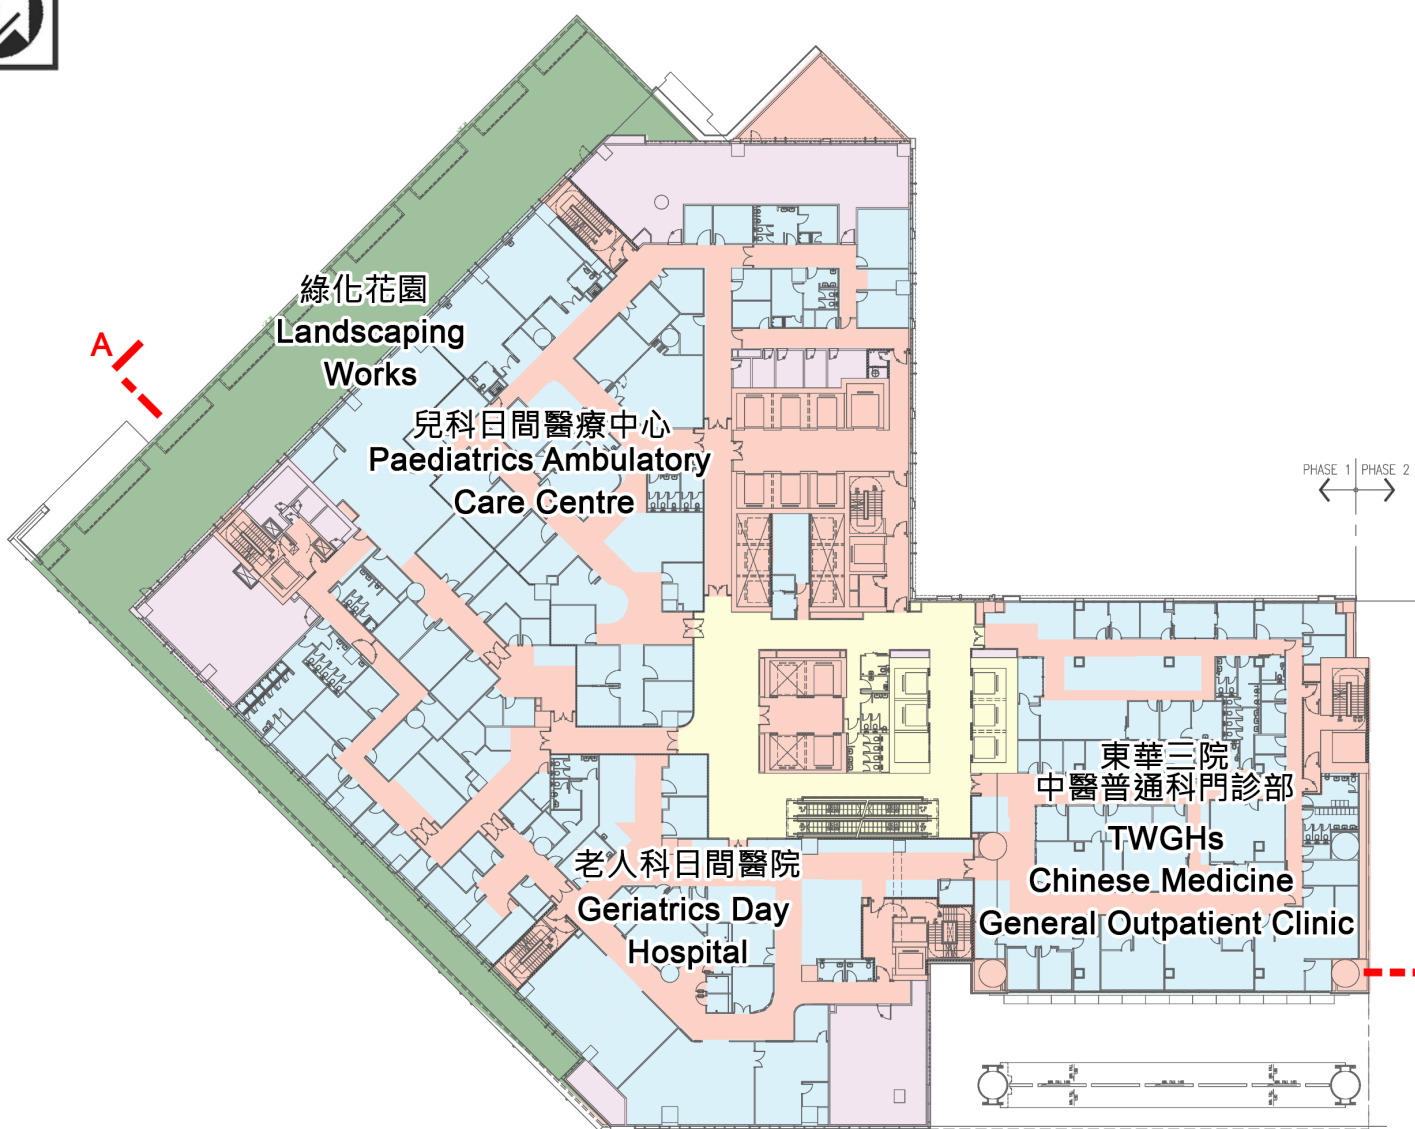 綠化花園
Landscaping
Works
A
兒科日間醫療中心
Paediatrics Ambulatory
Care Centre
PHASE 1 PHASE 2
東華三院
中醫普通科門診部
TWGHs
Chinese Medicine
General Outpatient Clinic
老人科日間醫院
Geriatrics Day
Hospital